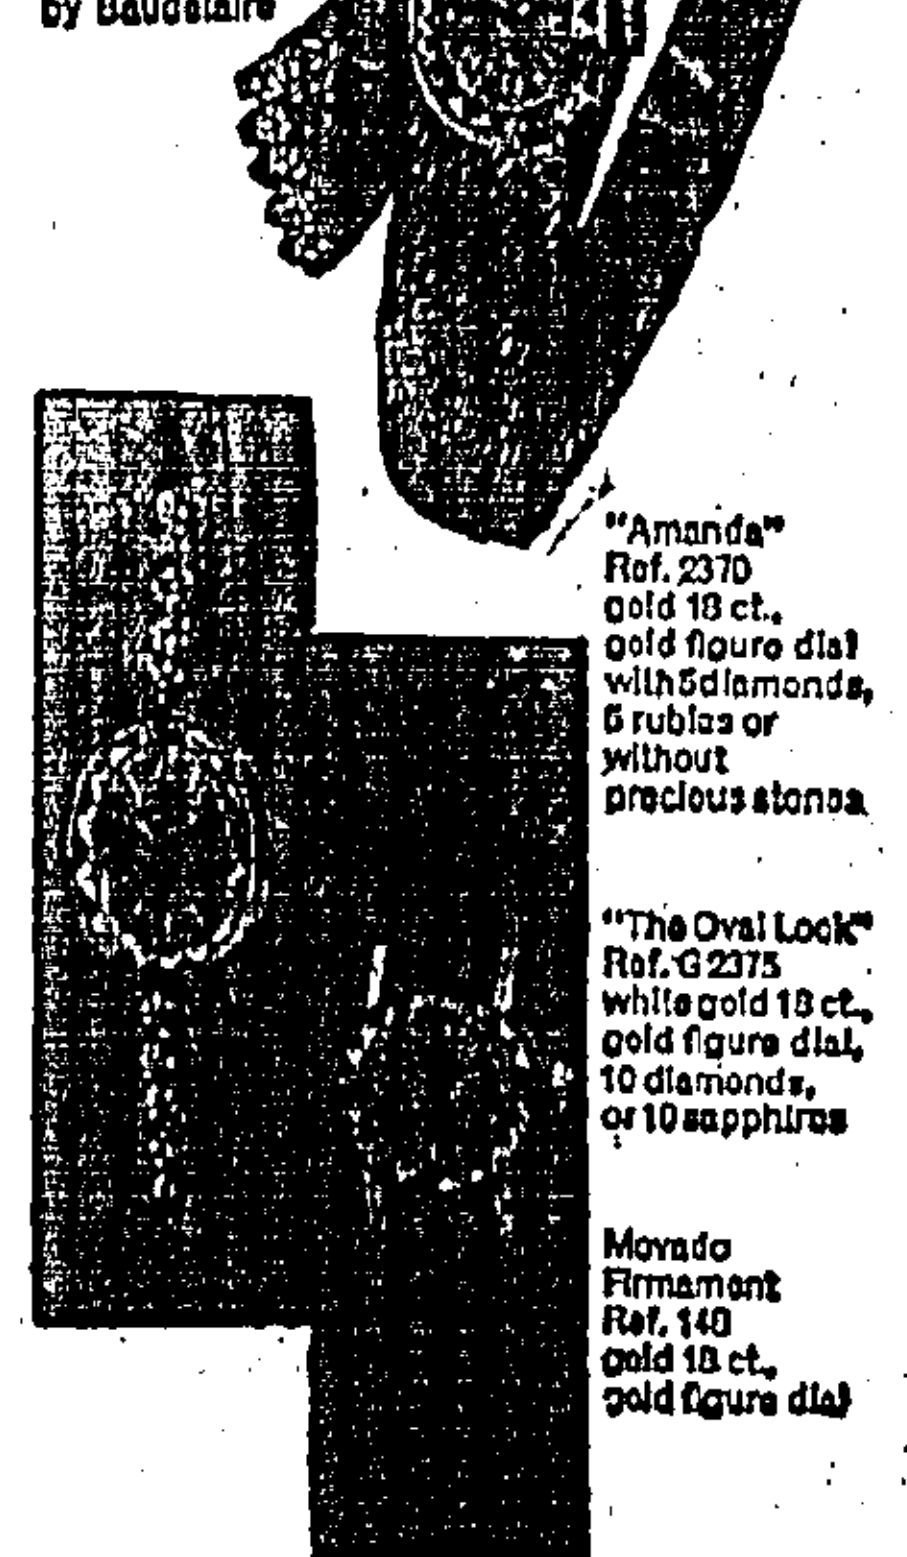 by Baudelaire
"Amanda"
Ref. 2370
gold 18 ct.,
gold figure dial
with 5 diamonds,
6 rubies or
without
precious stones
"The Oval Look"
Ref. G 2375
white gold 18 ct.,
gold figure dial,
10 diamonds,
or 10 sapphires
Movado
Firmament
Ref. 140
gold 18 ct.,
gold figure dial